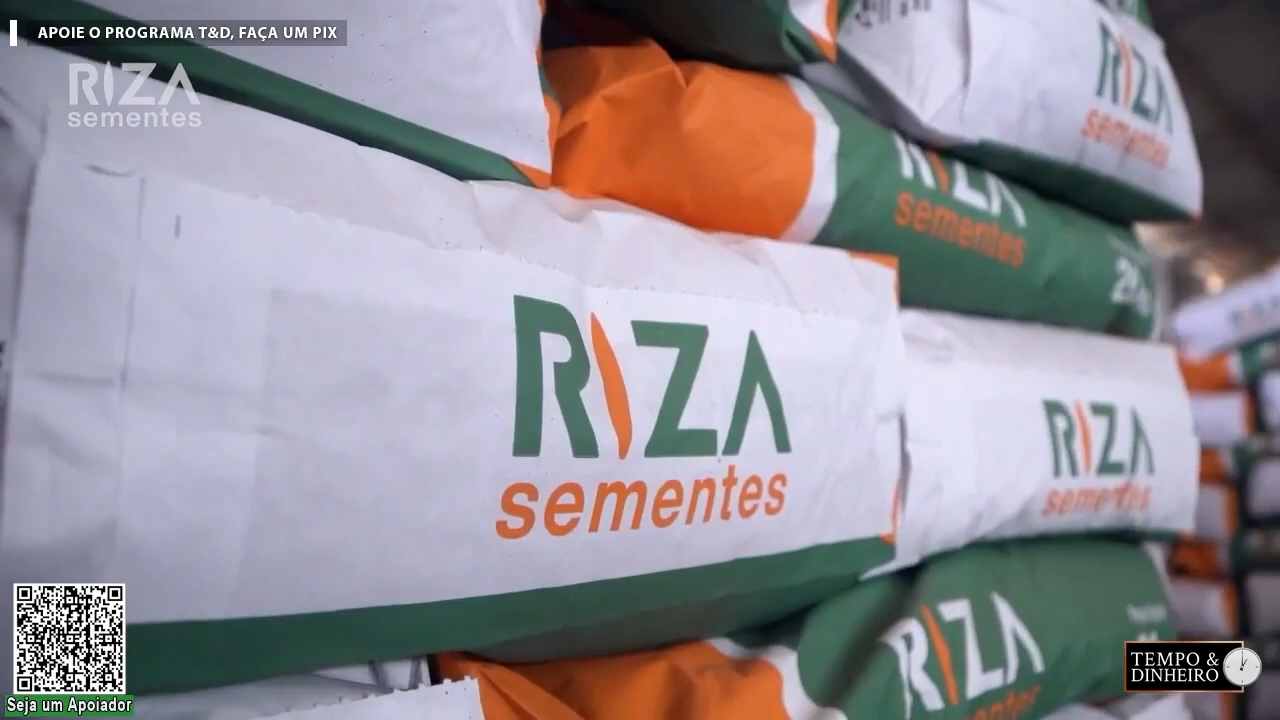 APOIE O PROGRAMA T&D, FAÇA UM PIX
RIZA
sementes
RIZA
sementes
RIZA
sementes
RIZA
sementes
RIZA
sementes
RIZA
sementes
Seja um Apoiador
TEMPO &
DINHEIRO